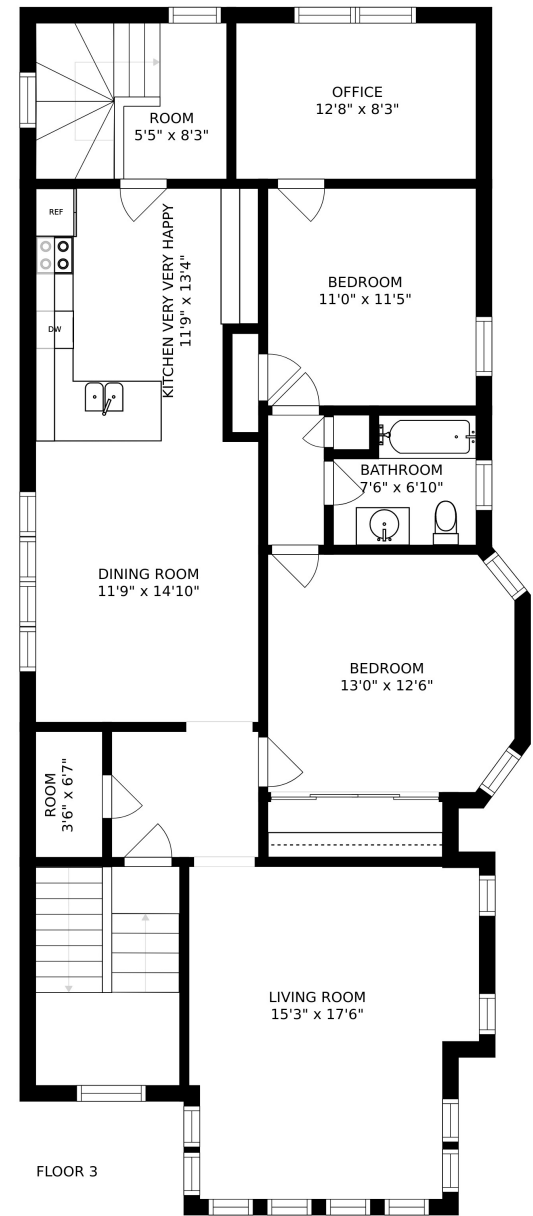 OFFICE
12'8" x 8'3"
ROOM
5'5" x 8'3"
REF
KITCHEN VERY VERY HAPPY
11'9" x 13'4"
BEDROOM
11'0" x 11'5"
DW
BATHROOM
7'6" x 6'10"
DINING ROOM
11'9" x 14'10"
BEDROOM
13'0" x 12'6"
ROOM
3'6" x 6'7"
LIVING ROOM
15'3" x 17'6"
FLOOR 3